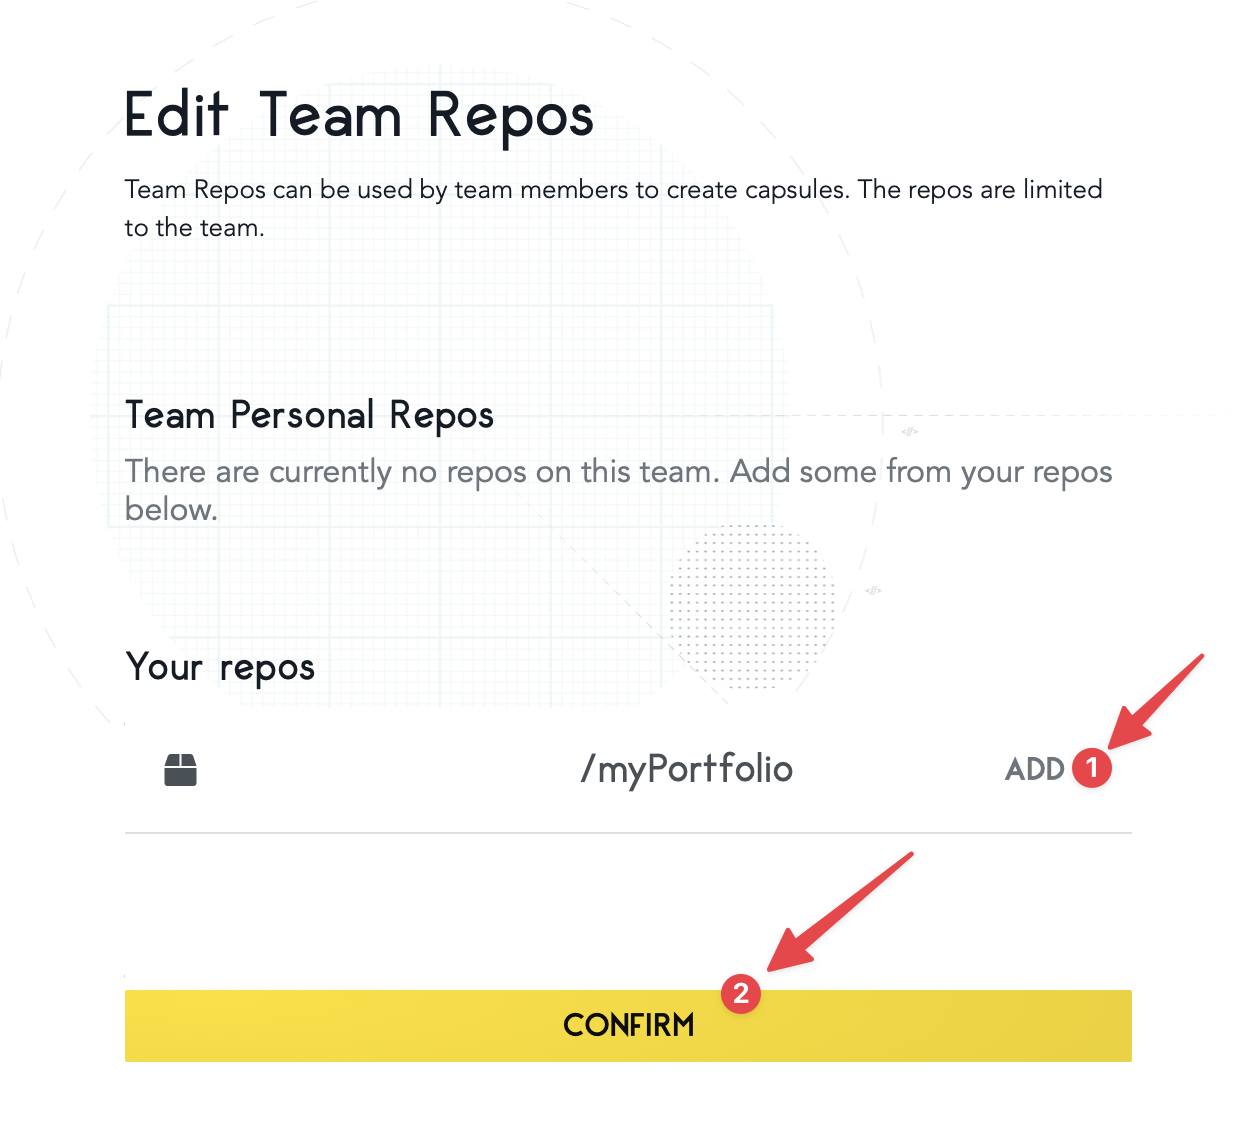 Edit Team Repos
Team Repos can be used by team members to create capsules. The repos are limited
to the team.
Team Personal Repos
There are currently no repos on this team. Add some from your repos
below.
Your repos
/myPortfolio
ADD
1
2
CONFIRM